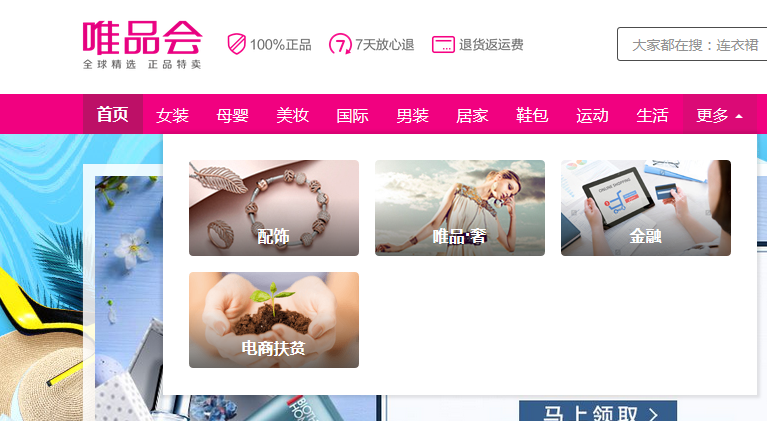 唯品会
全球精选 正品特卖
100%正品 7天放心退 退货返运费
大家都在搜：连衣裙
首页 女装 母婴 美妆 国际 男装 居家 鞋包 运动 生活 更多
配饰 唯品·奢 金融
ONLINE SHOPPING
电商扶贫
马上领取 >